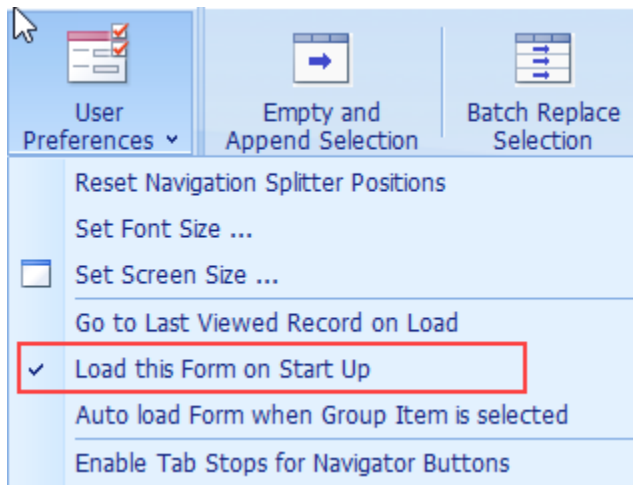 User
Preferences
Empty and
Append Selection
Batch Replace
Selection
Reset Navigation Splitter Positions
Set Font Size ...
Set Screen Size ...
Go to Last Viewed Record on Load
Load this Form on Start Up
Auto load Form when Group Item is selected
Enable Tab Stops for Navigator Buttons